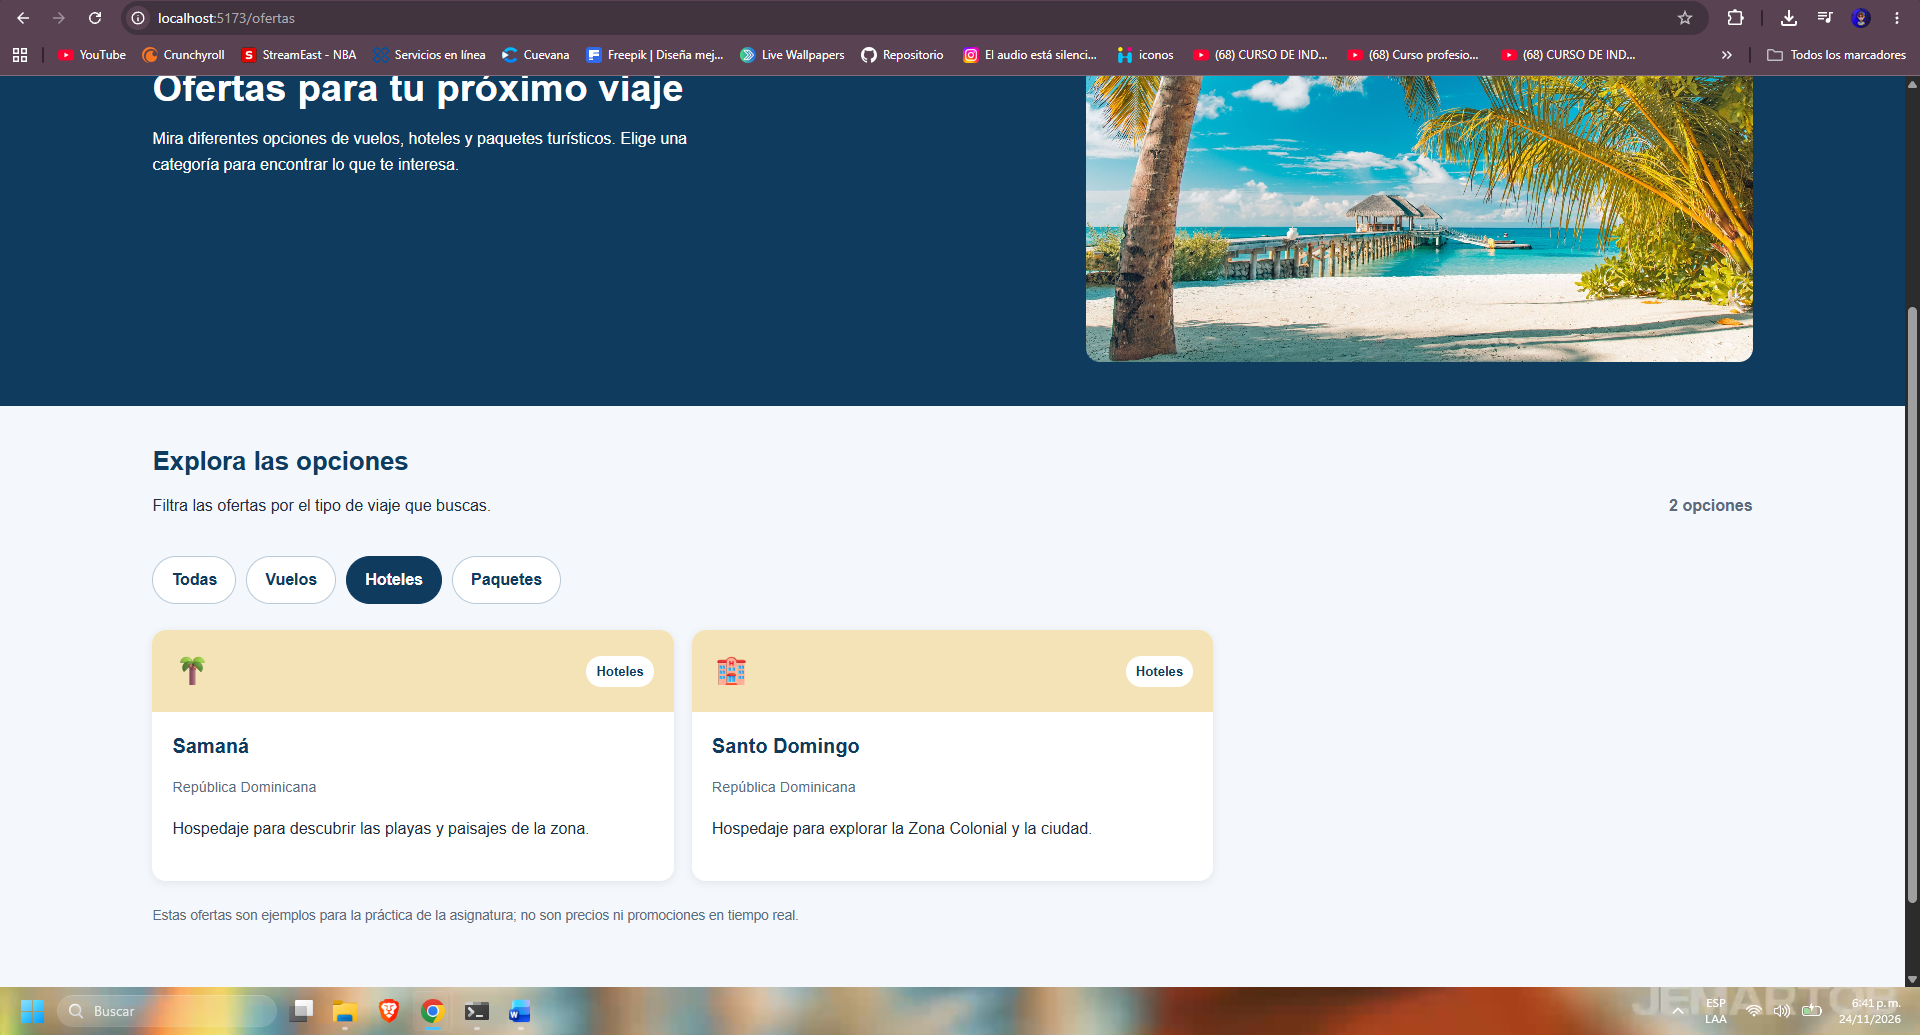 localhost:5173/ofertas
YouTube
Crunchyroll
StreamEast - NBA
Servicios en línea
Cuevana
Freepik | Diseña mej...
Live Wallpapers
Repositorio
El audio está silenci...
iconos
(68) CURSO DE IND...
(68) Curso profesio...
(68) CURSO DE IND...
Todos los marcadores
Ofertas para tu próximo viaje
Mira diferentes opciones de vuelos, hoteles y paquetes turísticos. Elige una
categoría para encontrar lo que te interesa.
Explora las opciones
Filtra las ofertas por el tipo de viaje que buscas.
2 opciones
Todas
Vuelos
Hoteles
Paquetes
Hoteles
Samaná
República Dominicana
Hospedaje para descubrir las playas y paisajes de la zona.
Hoteles
Santo Domingo
República Dominicana
Hospedaje para explorar la Zona Colonial y la ciudad.
Estas ofertas son ejemplos para la práctica de la asignatura; no son precios ni promociones en tiempo real.
Buscar
ESP
LAA
6:41 p. m.
24/11/2026